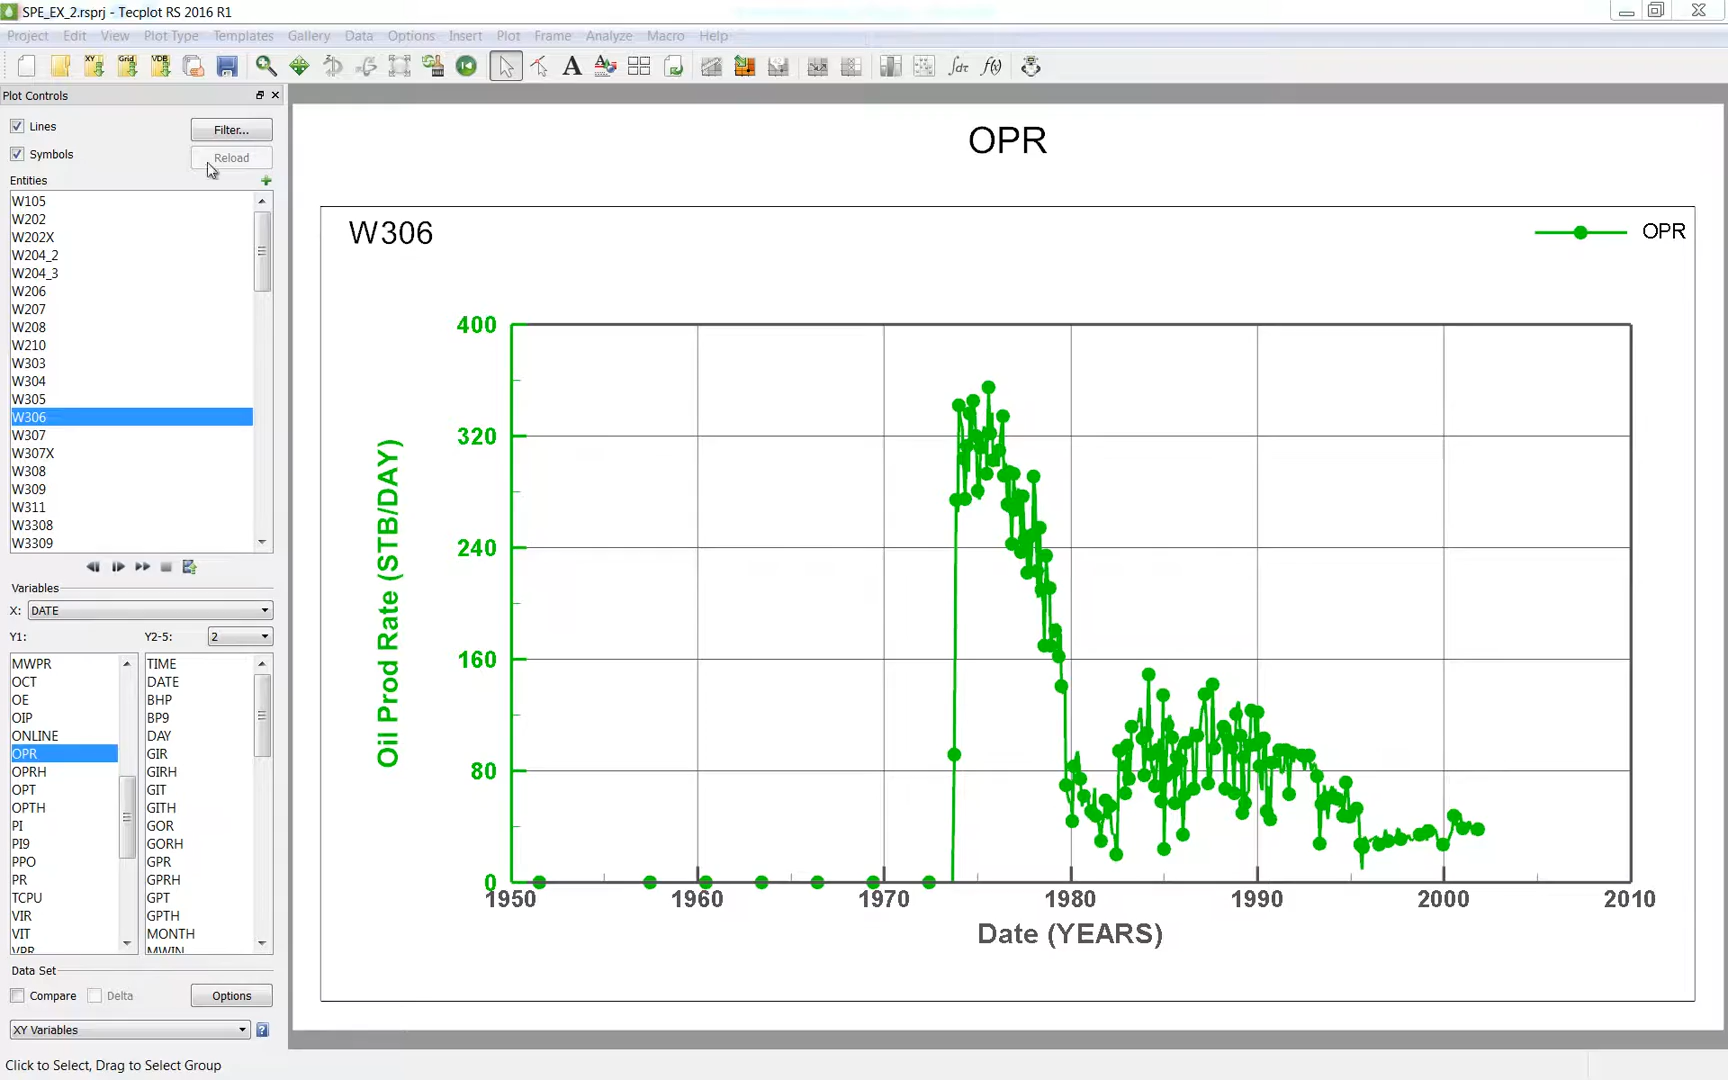 SPE_EX_2.rsprj - Tecplot RS 2016 R1
Project Edit View Plot Type Templates Gallery Data Options Insert Plot Frame Analyze Macro Help
XY Grid VDB
Plot Controls
Lines Filter...
Symbols Reload
Entities
W105
W202
W202X
W204_2
W204_3
W206
W207
W208
W210
W303
W304
W305
W306
W307
W307X
W308
W309
W311
W3308
W3309
Variables
X: DATE
Y1: Y2-5: 2
MWPR TIME
OCT DATE
OE BHP
OIP BP9
ONLINE DAY
OPR GIR
OPRH GIRH
OPT GIT
OPTH GITH
PI GOR
PI9 GORH
PPO GPR
PR GPRH
TCPU GPT
VIR GPTH
VIT MONTH
VPR MWIN
Data Set
Compare Delta Options
XY Variables
Click to Select, Drag to Select Group
OPR
W306 OPR
400
320
240
160
80
0
Oil Prod Rate (STB/DAY)
1950 1960 1970 1980 1990 2000 2010
Date (YEARS)